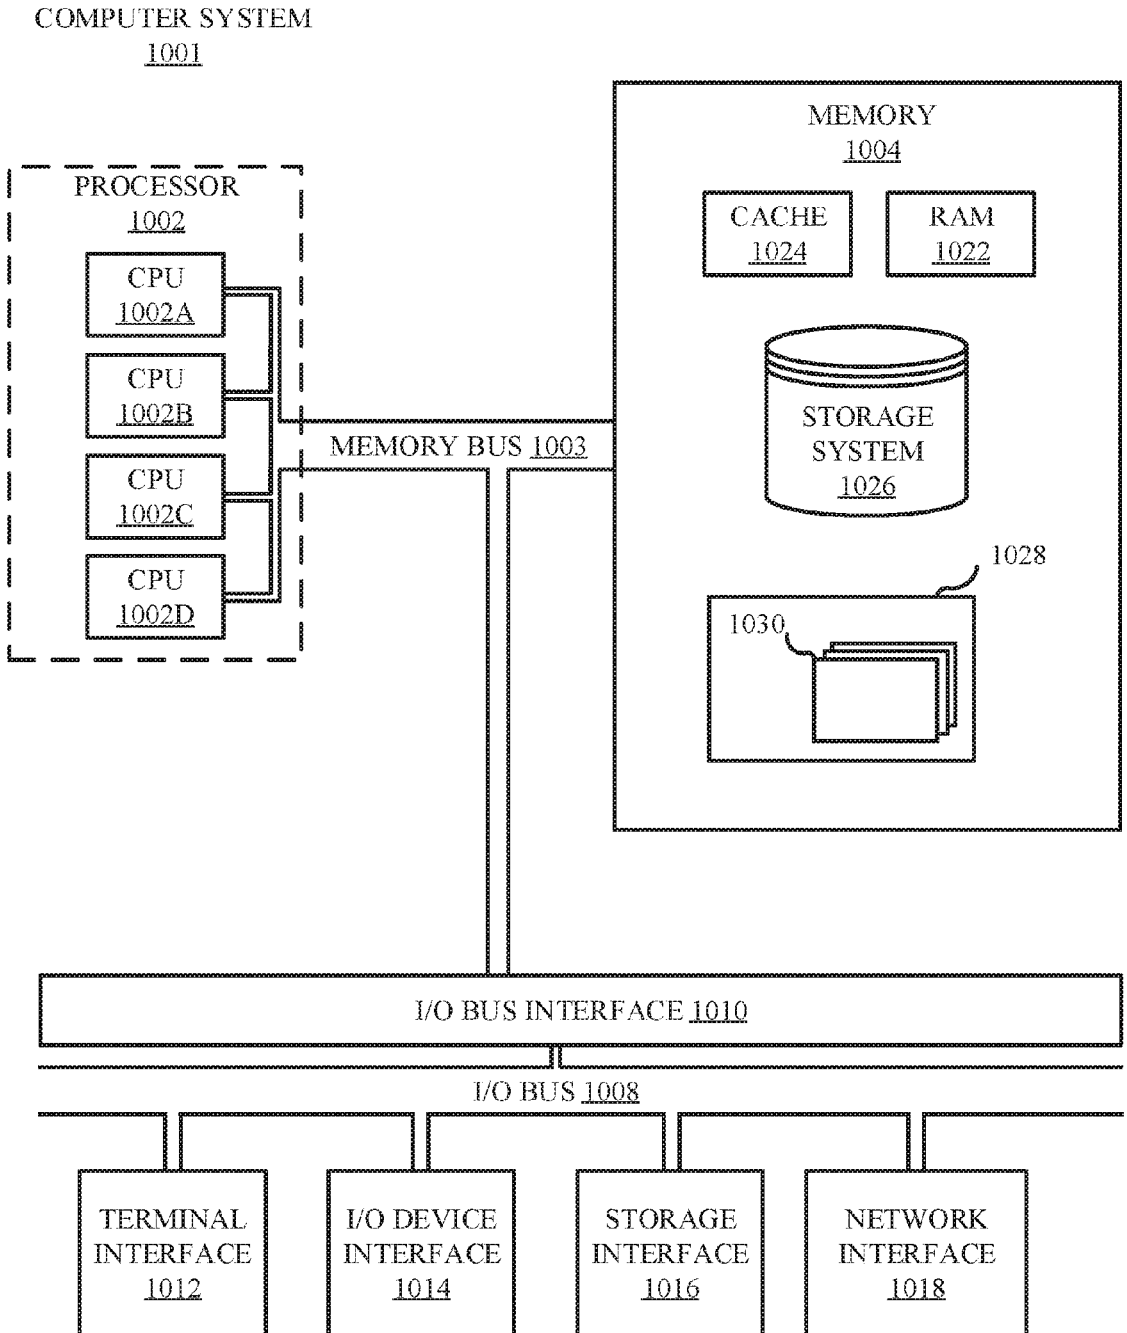 COMPUTER SYSTEM
1001
PROCESSOR
1002
CPU
1002A
CPU
1002B
CPU
1002C
CPU
1002D
MEMORY BUS 1003
MEMORY
1004
CACHE
1024
RAM
1022
STORAGE
SYSTEM
1026
1028
1030
I/O BUS INTERFACE 1010
I/O BUS 1008
TERMINAL
INTERFACE
1012
I/O DEVICE
INTERFACE
1014
STORAGE
INTERFACE
1016
NETWORK
INTERFACE
1018